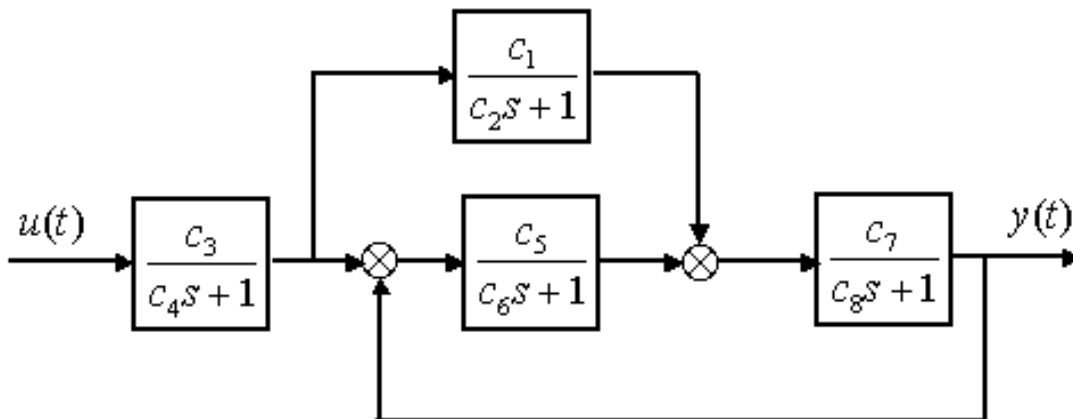 c₁
c₂s + 1
u(t)
c₃
c₄s + 1
c₅
c₆s + 1
c₇
c₈s + 1
y(t)